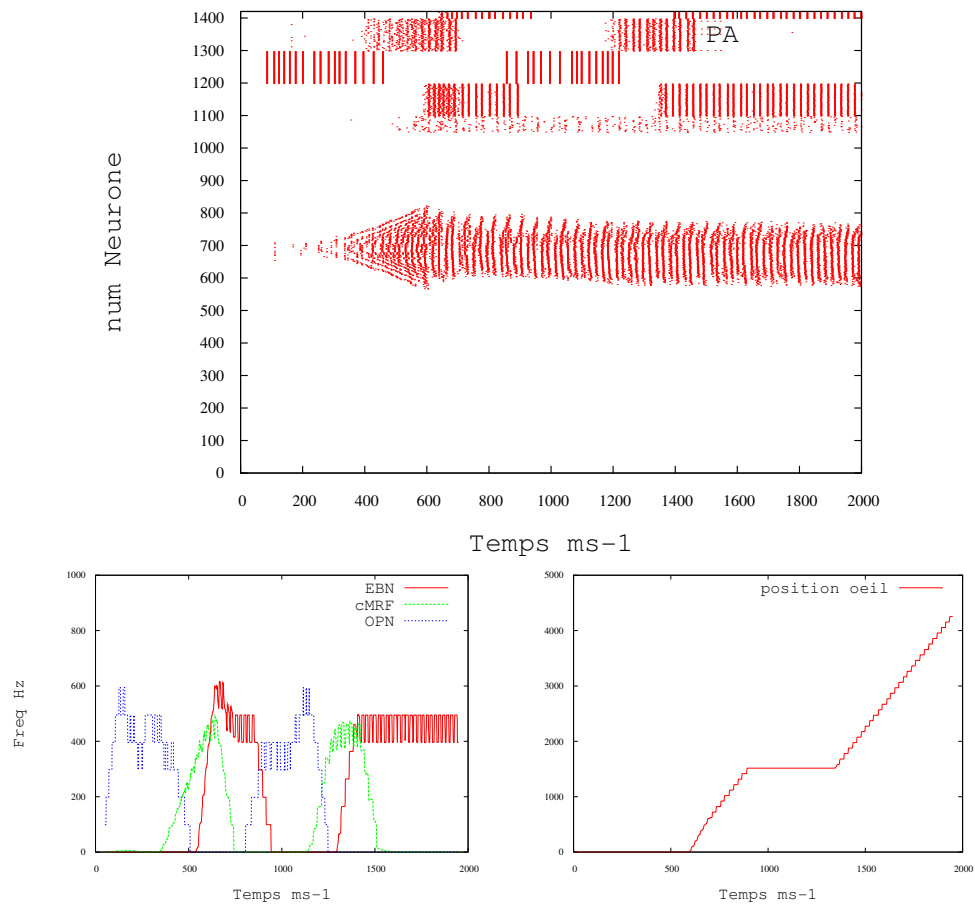 PA
num Neurone
1400
1300
1200
1100
1000
900
800
700
600
500
400
300
200
100
0
0 200 400 600 800 1000 1200 1400 1600 1800 2000
Temps ms-1
Freq Hz
1000
800
600
400
200
0
EBN
cMRF
OPN
0 500 1000 1500 2000
Temps ms-1
5000
4000
3000
2000
1000
0
position oeil
0 500 1000 1500 2000
Temps ms-1